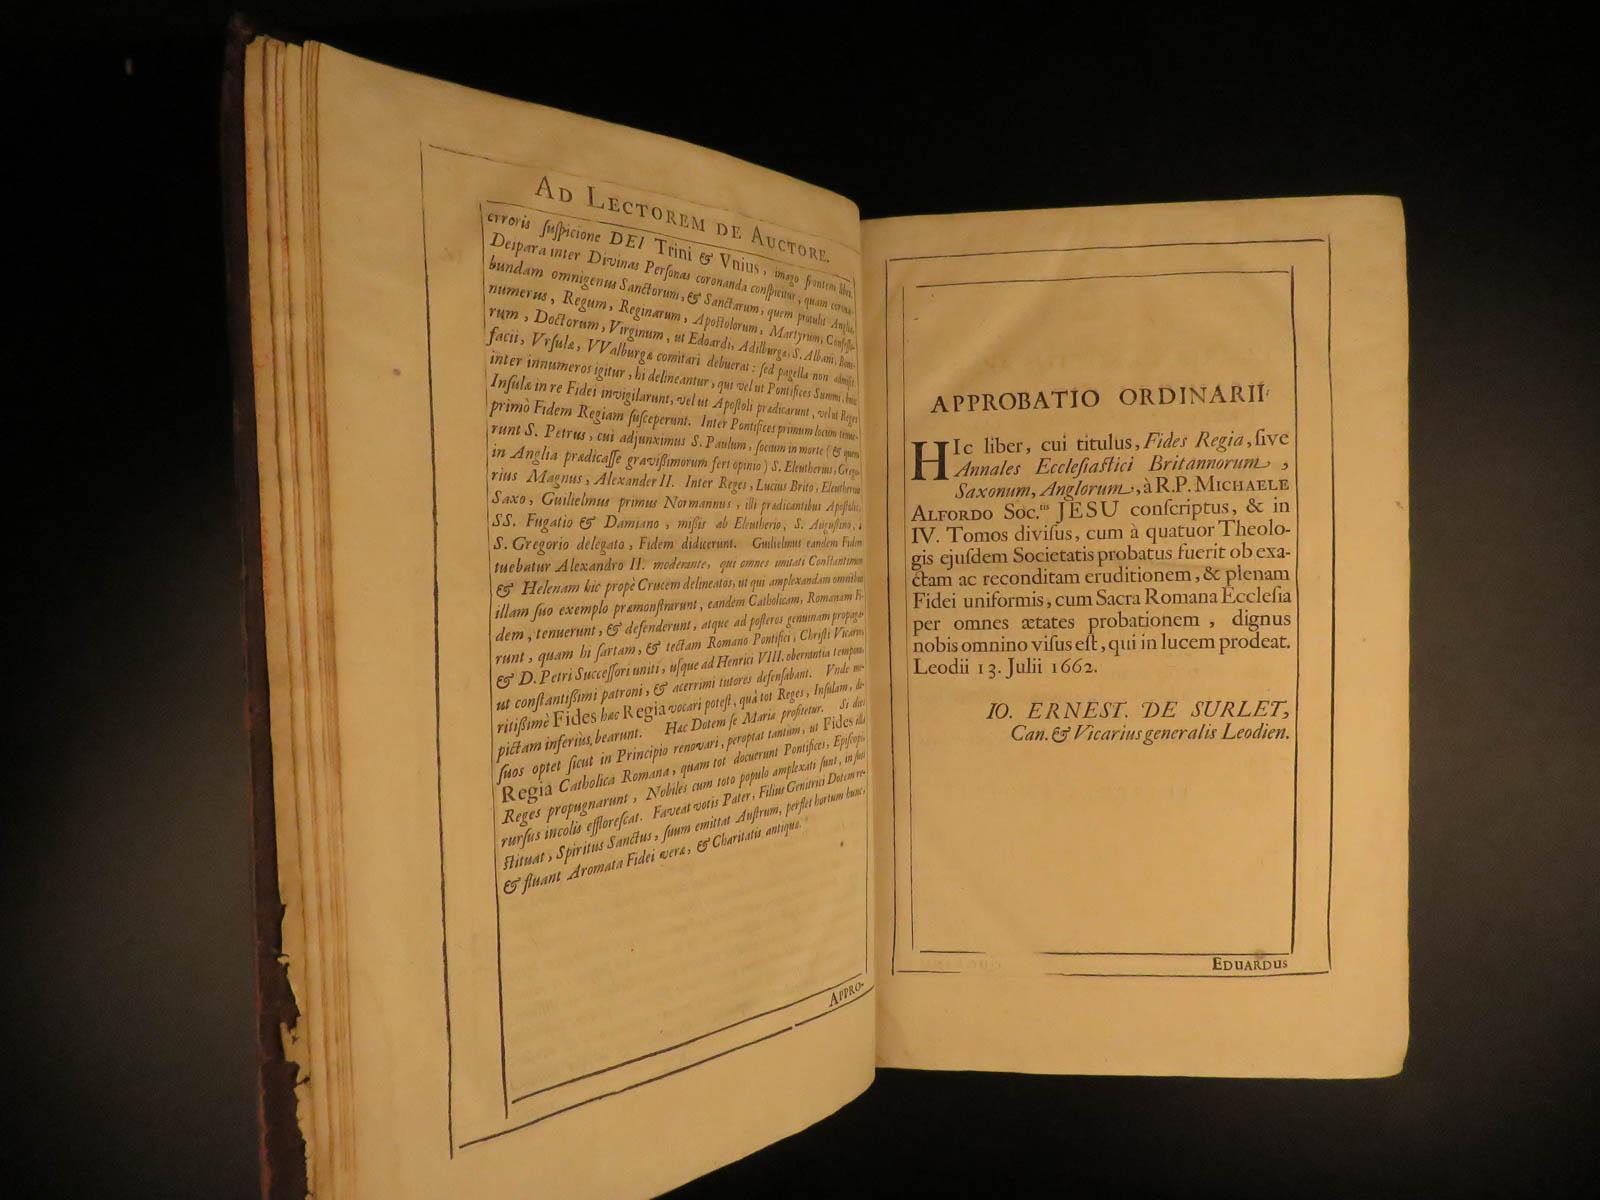 AD LECTOREM DE AUCTORE.
erroris ſuſpicione DEI Trini & Vnius, imago frontem libri.
Deipara inter Divinas Perſonas coronanda conſpicitur, quam corona-
bundam omnigenus Sanctorum, & Sanctarum, quem protulit Anglia,
numerus, Regum, Reginarum, Apoſtolorum, Martyrum, Confeſſo-
rum, Doctorum, Virginum, ut Edoardi, Adilburgæ, S. Albani, Boni-
facii, Vrſulæ, VValburgæ comitari debuerat: ſed pagella non admiſit.
inter innumeros igitur, hi delineantur, qui vel ut Pontifices Summi, huic
Inſulæ in re Fidei invigilarunt, vel ut Apoſtoli prædicarunt, vel ut Reges
primò Fidem Regiam ſuſceperunt. Inter Pontifices primum locum tenue-
runt S. Petrus, cui adjunximus S. Paulum, ſocium in morte (& quem
in Anglia prædicaſſe graviſſimorum fert opinio) S. Eleutherius, Grego-
rius Magnus, Alexander II. Inter Reges, Lucius Brito, Eleutherus
Saxo, Guilielmus primus Normannus, illi prædicantibus Apoſtolis,
SS. Fugatio & Damiano, miſſis ab Eleutherio, S. Auguſtino, à
S. Gregorio delegato, Fidem didicerunt. Guilielmus eandem Fidem
tuebatur Alexandro II. moderante, qui omnes imitati Conſtantinum
& Helenam hic propè Crucem delineatos, ut qui amplexandam omnibus
illam ſuo exemplo præmonſtrarunt, eandem Catholicam, Romanam Fi-
dem, tenuerunt, & defenderunt, atque ad poſteros genuinam propaga-
runt, quam hi ſartam, & tectam Romano Pontifici, Chriſti Vicario,
& D. Petri Succeſſori uniti, uſque ad Henrici VIII. oberrantia tempora,
ut conſtantiſſimi patroni, & acerrimi tutores defenſabant. Vnde me-
ritiſſimè Fides hæc Regia vocari poteſt, quâ tot Reges, Inſulam, de-
pictam inferius, bearunt. Hac Dotem ſe Maria profitetur. Si dici
ſuos optet ſicut in Principio renovari, peroptat tantùm, ut Fides illa
Regia Catholica Romana, quam tot docuerunt Pontifices, Epiſcopi,
Reges propugnarunt, Nobiles cum toto populo amplexati ſunt, in ſuis
rurſus incolis effloreſcat. Faveat votis Pater, Filius Genitrici Dotem re-
ſtituat, Spiritus Sanctus, ſuum emittat Auſtrum, perflet hortum hunc,
& fluant Aromata Fidei veræ, & Charitatis antiquæ.
APPRO-
APPROBATIO ORDINARII.
HIc liber, cui titulus, Fides Regia, ſive
Annales Eccleſiaſtici Britannorum,
Saxonum, Anglorum, à R.P. MICHAELE
ALFORDO Soc.tis JESU conſcriptus, & in
IV. Tomos diviſus, cum à quatuor Theolo-
gis ejuſdem Societatis probatus fuerit ob exa-
ctam ac reconditam eruditionem, & plenam
Fidei uniformis, cum Sacra Romana Eccleſia
per omnes ætates probationem, dignus
nobis omnino viſus eſt, qui in lucem prodeat.
Leodii 13. Julii 1662.
IO. ERNEST. DE SURLET,
Can. & Vicarius generalis Leodien.
EDUARDUS